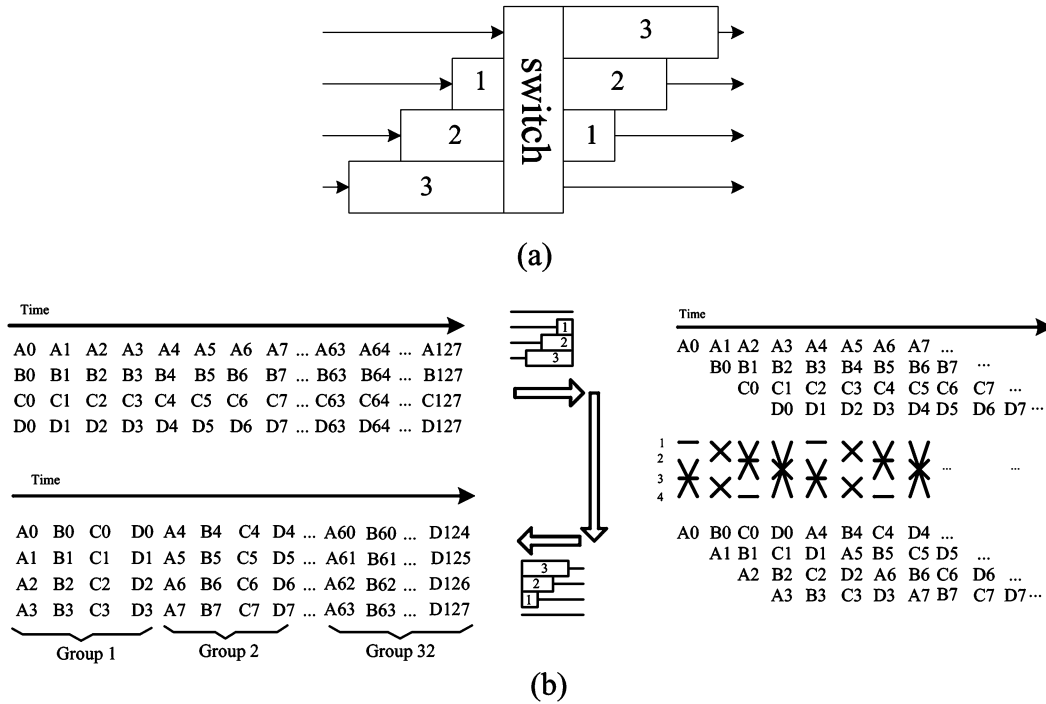 3
1 2
2 1
3
switch
(a)
Time
A0 A1 A2 A3 A4 A5 A6 A7 ... A63 A64 ... A127
B0 B1 B2 B3 B4 B5 B6 B7 ... B63 B64 ... B127
C0 C1 C2 C3 C4 C5 C6 C7 ... C63 C64 ... C127
D0 D1 D2 D3 D4 D5 D6 D7 ... D63 D64 ... D127
1
2
3
Time
A0 A1 A2 A3 A4 A5 A6 A7 ...
B0 B1 B2 B3 B4 B5 B6 B7 ...
C0 C1 C2 C3 C4 C5 C6 C7 ...
D0 D1 D2 D3 D4 D5 D6 D7 ...
1
2
3
4
... ...
A0 B0 C0 D0 A4 B4 C4 D4 ...
A1 B1 C1 D1 A5 B5 C5 D5 ...
A2 B2 C2 D2 A6 B6 C6 D6 ...
A3 B3 C3 D3 A7 B7 C7 D7 ...
Time
A0 B0 C0 D0 A4 B4 C4 D4 ... A60 B60 ... D124
A1 B1 C1 D1 A5 B5 C5 D5 ... A61 B61 ... D125
A2 B2 C2 D2 A6 B6 C6 D6 ... A62 B62 ... D126
A3 B3 C3 D3 A7 B7 C7 D7 ... A63 B63 ... D127
Group 1 Group 2 Group 32
3
2
1
(b)